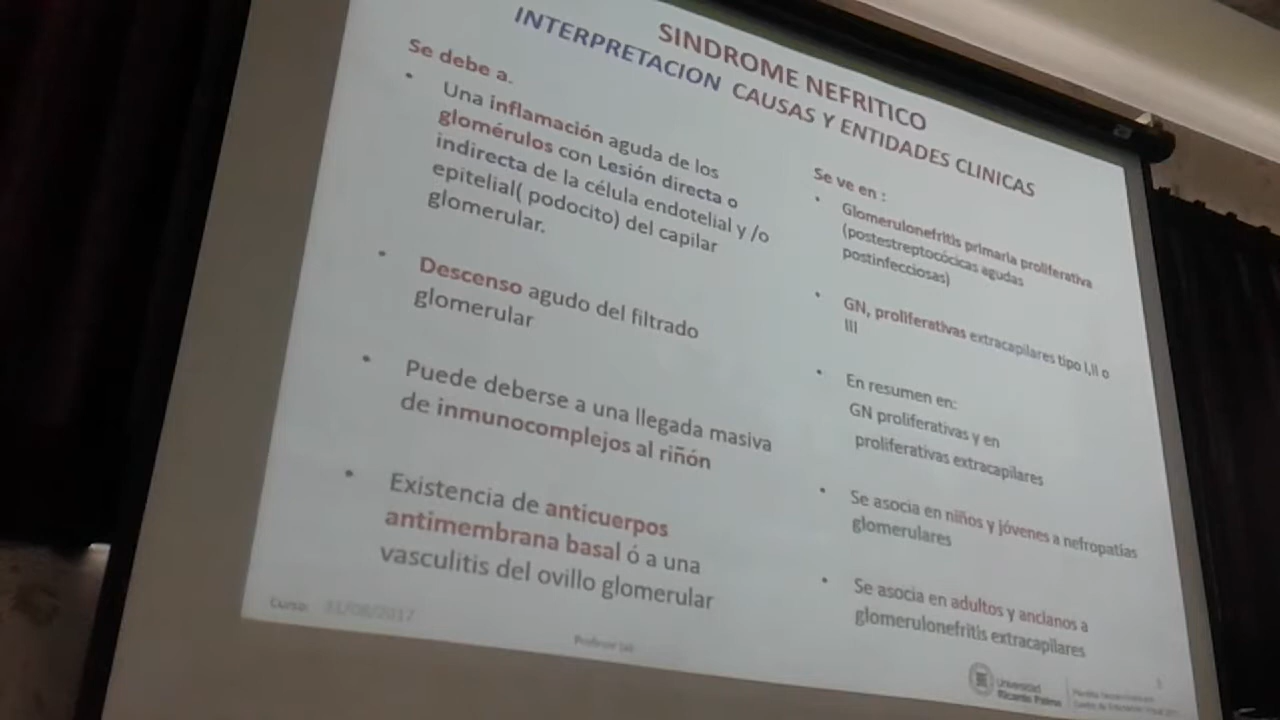 SINDROME NEFRITICO
INTERPRETACION CAUSAS Y ENTIDADES CLINICAS
Se debe a.
• Una inflamación aguda de los
glomérulos con Lesión directa o
indirecta de la célula endotelial y /o
epitelial( podocito) del capilar
glomerular.
• Descenso agudo del filtrado
glomerular
• Puede deberse a una llegada masiva
de inmunocomplejos al riñón
• Existencia de anticuerpos
antimembrana basal ó a una
vasculitis del ovillo glomerular
Se ve en :
• Glomerulonefritis primaria proliferativa
(postestreptocócicas agudas
postinfecciosas)
• GN, proliferativas extracapilares tipo I,II o
III
• En resumen en:
GN proliferativas y en
proliferativas extracapilares
• Se asocia en niños y jóvenes a nefropatías
glomerulares
• Se asocia en adultos y ancianos a
glomerulonefritis extracapilares
Curso 31/08/2017
Universidad
Ricardo Palma